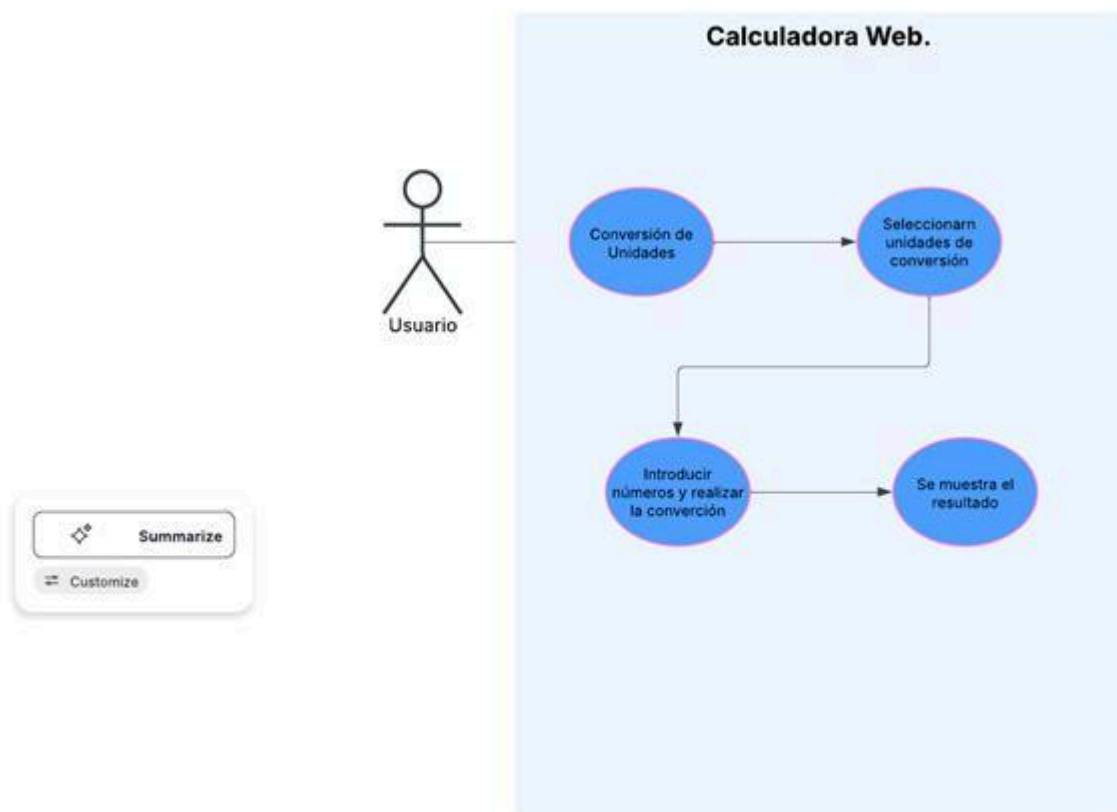 Calculadora Web.
Conversión de
Unidades
Seleccionarn
unidades de
conversión
Usuario
Introducir
números y realizar
la converción
Se muestra el
resultado
Summarize
Customize